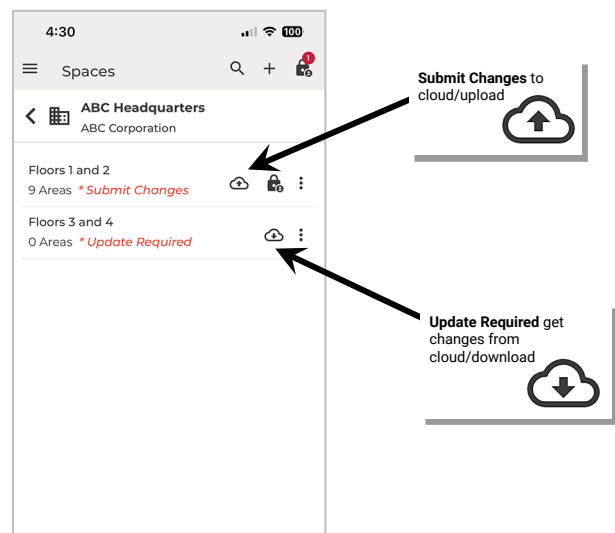 4:30
100
Spaces
1
ABC Headquarters
ABC Corporation
Floors 1 and 2
9 Areas * Submit Changes
Floors 3 and 4
0 Areas * Update Required
Submit Changes to
cloud/upload
Update Required get
changes from
cloud/download